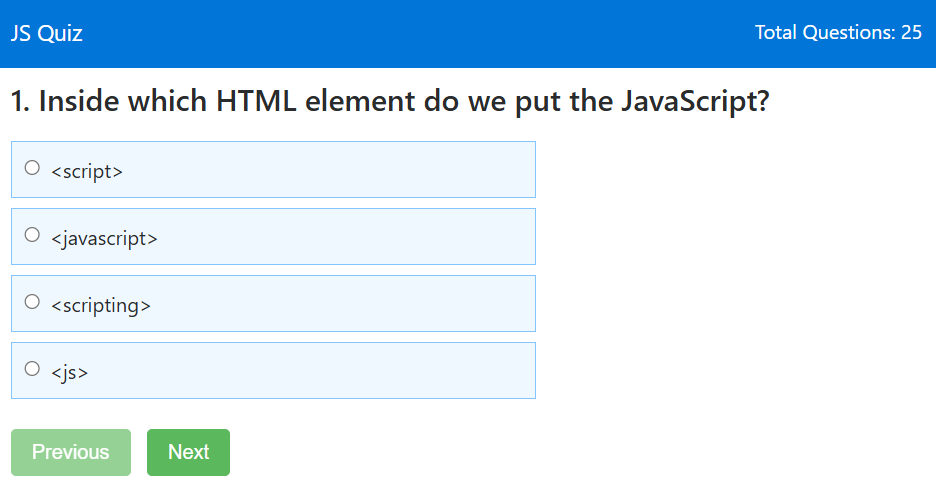 JS Quiz
Total Questions: 25
1. Inside which HTML element do we put the JavaScript?
<script>
<javascript>
<scripting>
<js>
Previous
Next